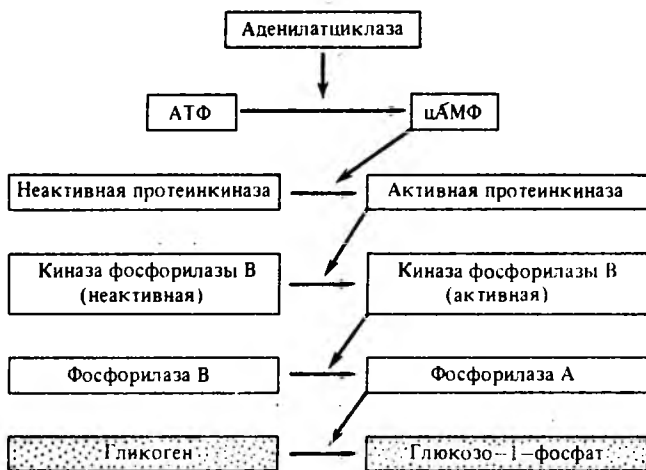 Аденилатциклаза
АТФ
цАМФ
Неактивная протеинкиназа
Активная протеинкиназа
Киназа фосфорилазы В
(неактивная)
Киназа фосфорилазы В
(активная)
Фосфорилаза В
Фосфорилаза А
Гликоген
Глюкозо-1-фосфат